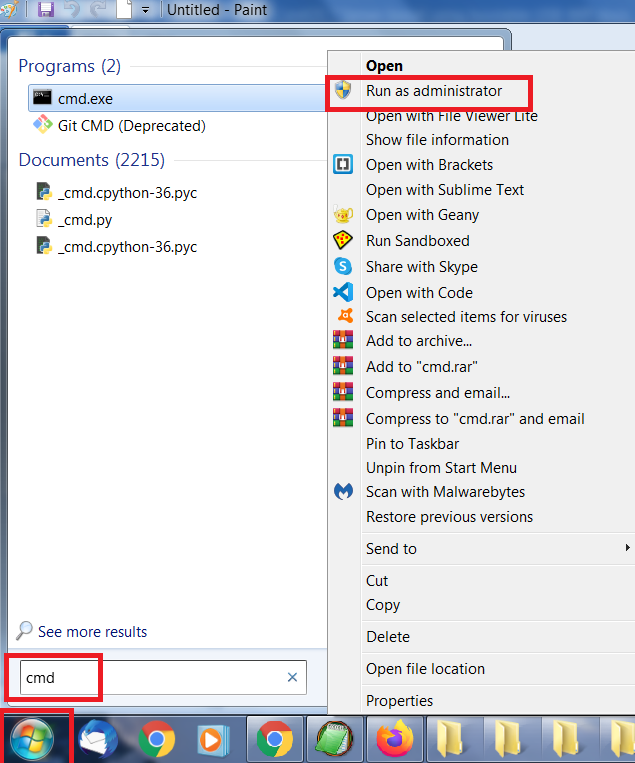 Untitled - Paint
Programs (2)
cmd.exe
Git CMD (Deprecated)
Documents (2215)
_cmd.cpython-36.pyc
_cmd.py
_cmd.cpython-36.pyc
See more results
cmd
Open
Run as administrator
Open with File Viewer Lite
Show file information
Open with Brackets
Open with Sublime Text
Open with Geany
Run Sandboxed
Share with Skype
Open with Code
Scan selected items for viruses
Add to archive...
Add to "cmd.rar"
Compress and email...
Compress to "cmd.rar" and email
Pin to Taskbar
Unpin from Start Menu
Scan with Malwarebytes
Restore previous versions
Send to
Cut
Copy
Delete
Open file location
Properties